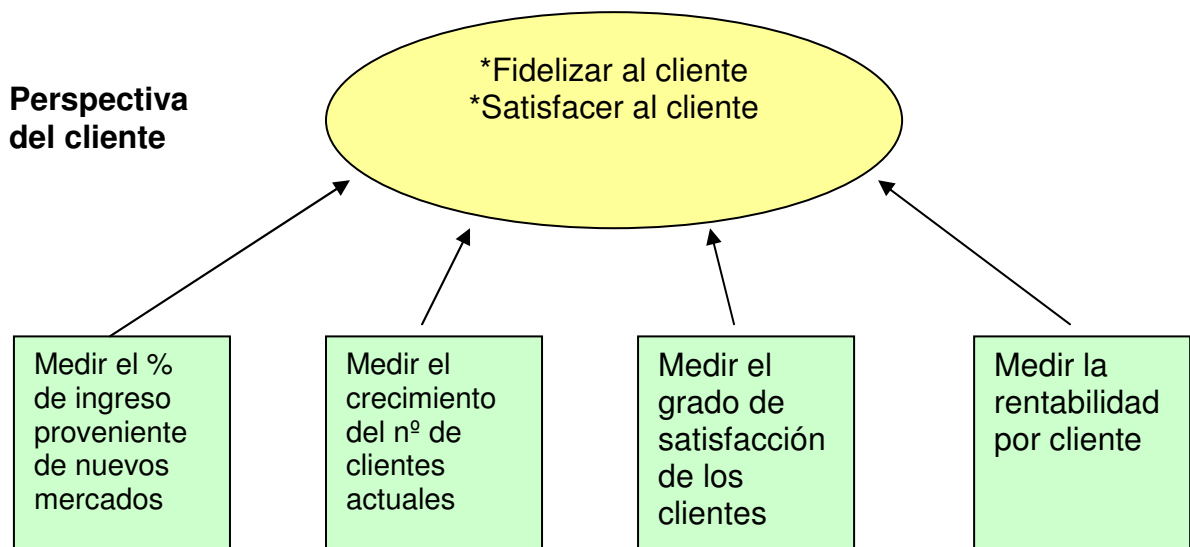 *Fidelizar al cliente
*Satisfacer al cliente
Perspectiva
del cliente
Medir el %
de ingreso
proveniente
de nuevos
mercados
Medir el
crecimiento
del nº de
clientes
actuales
Medir el
grado de
satisfacción
de los
clientes
Medir la
rentabilidad
por cliente